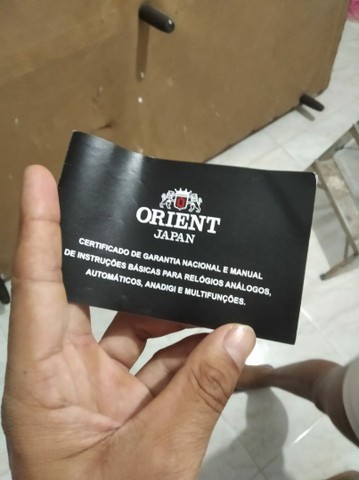 ORIENT
JAPAN
CERTIFICADO DE GARANTIA NACIONAL E MANUAL
DE INSTRUÇÕES BÁSICAS PARA RELÓGIOS ANÁLOGOS,
AUTOMÁTICOS, ANADIGI E MULTIFUNÇÕES.